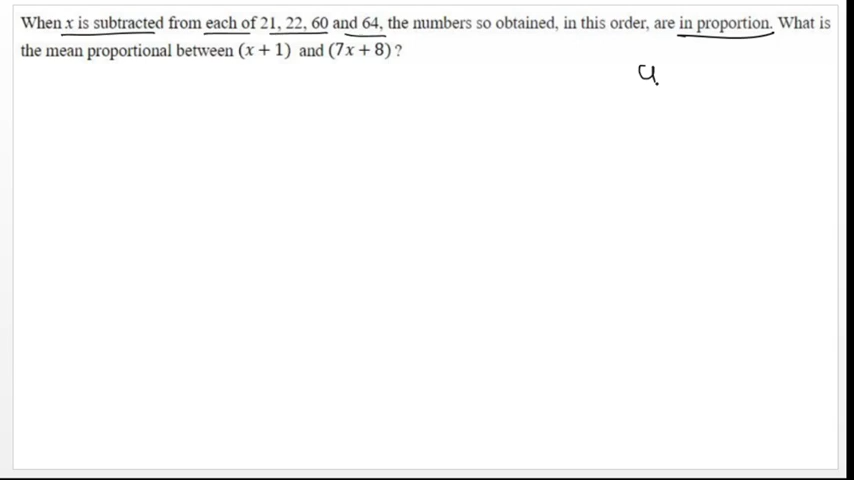 When x is subtracted from each of 21, 22, 60 and 64, the numbers so obtained, in this order, are in proportion. What is
the mean proportional between (x + 1) and (7x + 8) ?